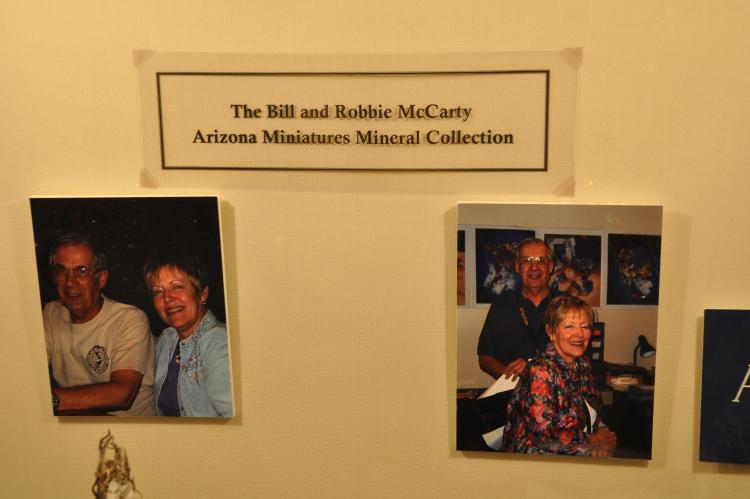 The Bill and Robbie McCarty
Arizona Miniatures Mineral Collection
A